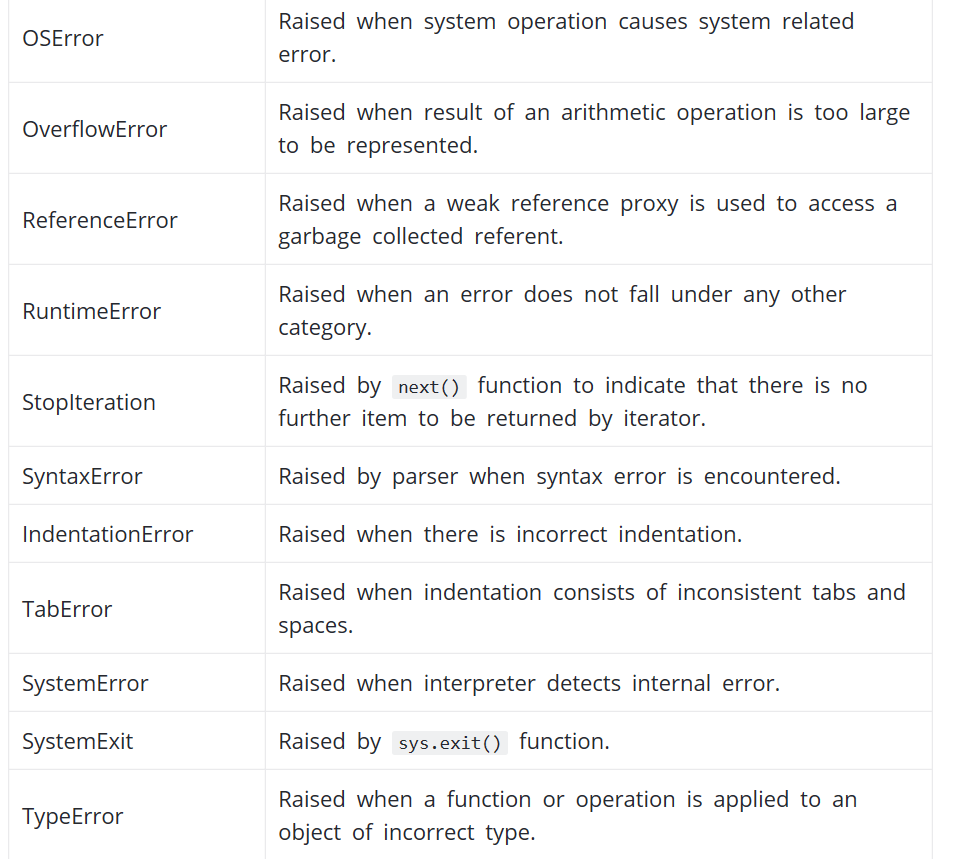 OSError
Raised when system operation causes system related
error.
OverflowError
Raised when result of an arithmetic operation is too large
to be represented.
ReferenceError
Raised when a weak reference proxy is used to access a
garbage collected referent.
RuntimeError
Raised when an error does not fall under any other
category.
StopIteration
Raised by next() function to indicate that there is no
further item to be returned by iterator.
SyntaxError
Raised by parser when syntax error is encountered.
IndentationError
Raised when there is incorrect indentation.
TabError
Raised when indentation consists of inconsistent tabs and
spaces.
SystemError
Raised when interpreter detects internal error.
SystemExit
Raised by sys.exit() function.
TypeError
Raised when a function or operation is applied to an
object of incorrect type.